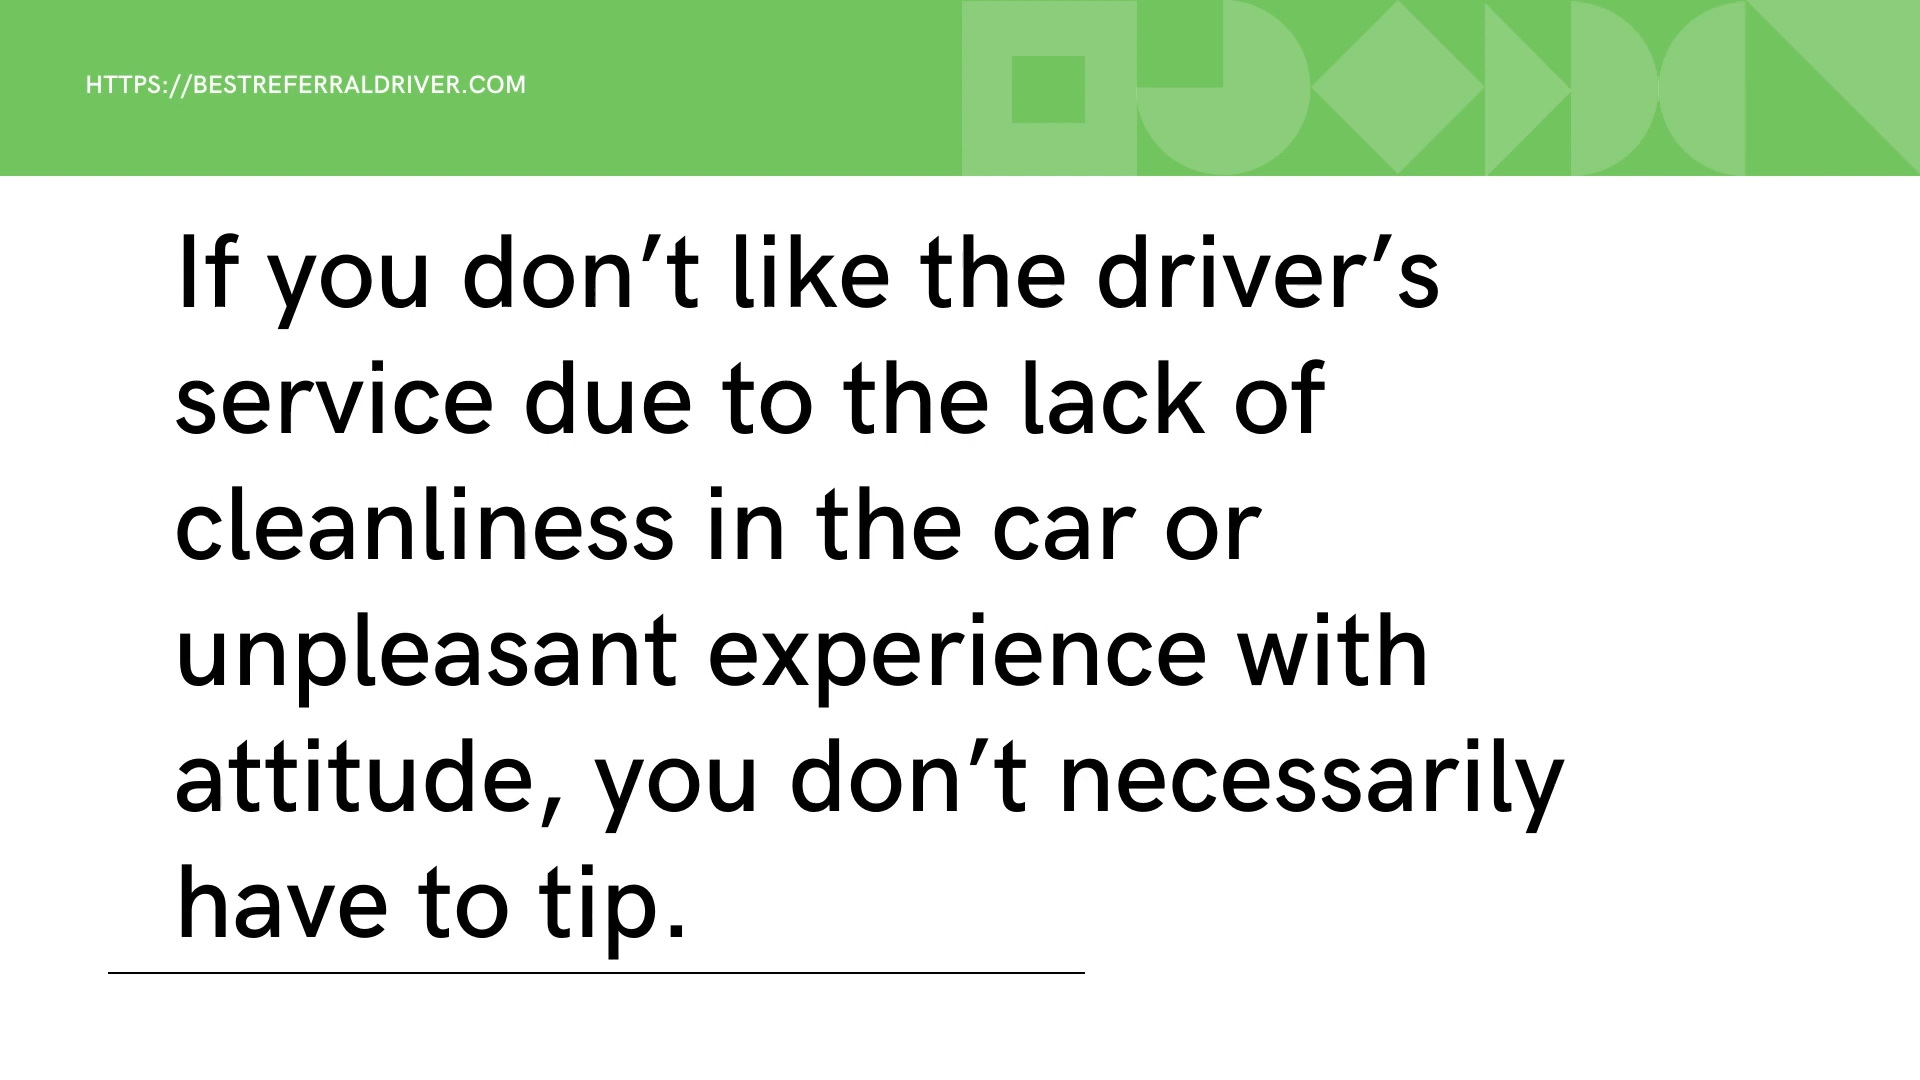 HTTPS://BESTREFERRALDRIVER.COM
If you don’t like the driver’s
service due to the lack of
cleanliness in the car or
unpleasant experience with
attitude, you don’t necessarily
have to tip.